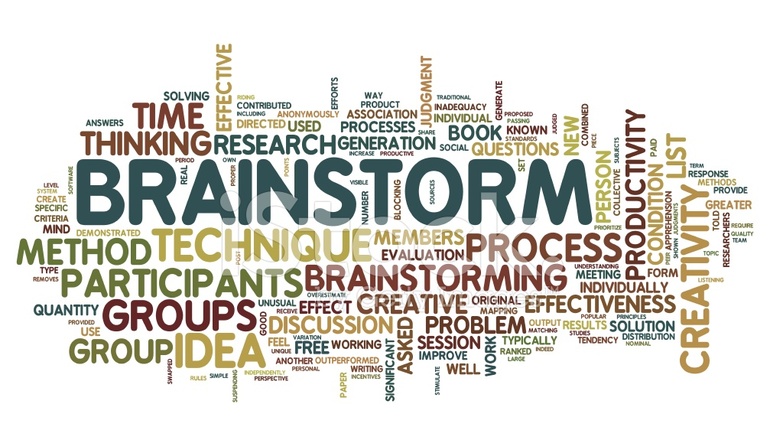 SOLVING
EFFECTIVE
RIDING
CONTRIBUTED
INCLUDING
ANONYMOUSLY
EFFORTS
WAY
PRODUCT
ASSOCIATION
JUDGMENT
TRADITIONAL
INADEQUACY
INDIVIDUAL
GENERATE
PROPOSED
PASSING
JUDGED
NEW
COMBINED
PIECE
ANSWERS
TIME
DIRECTED
USED
PROCESSES
SHARE
BOOK
KNOWN
STANDARDS
THINKING
RESEARCH
GENERATION
SOCIAL
QUESTIONS
INCREASE
PRODUCTIVE
PERIOD
REAL
OWN
PROPER
POINTS
VISIBLE
NUMBER
BLOCKING
SOURCES
SET
BRAINSTORM
PERSON
PRIORITIZE
COLLECTIVE
SUBJECTS
PRODUCTIVITY
CONDITION
PAID
LIST
CREATIVITY
PEER
APPREHENSION
SHOWN
JUDGMENTS
TERM
RESPONSE
METHODS
PROVIDE
GREATER
TOLD
RESEARCHERS
LISTENING
REQUIRE
QUALITY
TEAM
TOPIC
LEVEL
SYSTEM
SOFTWARE
CREATE
SPECIFIC
CRITERIA
MIND
DEMONSTRATED
METHOD
TECHNIQUE
POST
MEMBERS
EVALUATION
PROCESS
UNDERSTANDING
MEETING
FORM
TYPE
REMOVES
PARTICIPANTS
BRAINSTORMING
INDIVIDUALLY
iStock
QUANTITY
GROUPS
UNUSUAL
OVERESTIMATE
RECEIVE
GOOD
EFFECT
CREATIVE
ORIGINAL
MAPPING
EFFECTIVENESS
PROVIDED
USE
DISCUSSION
PROBLEM
OUTPUT
MATCHING
POPULAR
RESULTS
STUDIES
PRINCIPLES
SOLUTION
DISTRIBUTION
NOMINAL
GROUP
IDEA
FEEL
UNIQUE
VARIATION
FREE
WORKING
ASKED
SESSION
IMPROVE
WORK
TYPICALLY
TENDENCY
RANKED
LARGE
INDEED
SWAPPED
RULES
SIMPLE
SUSPENDING
ANOTHER
INDEPENDENTLY
PERSPECTIVE
PERSONAL
OUTPERFORMED
WRITING
INCENTIVES
PAPER
SIGNIFICANT
STIMULATE
WELL